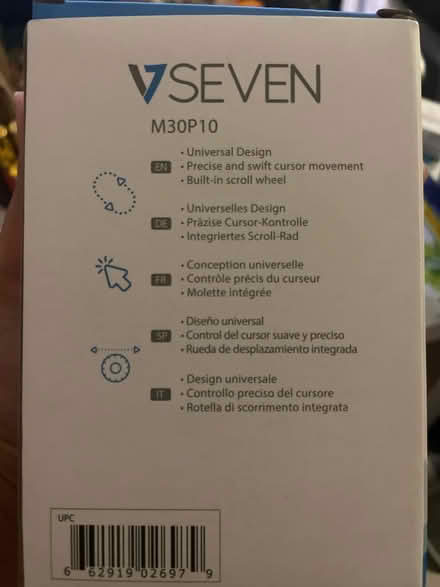 V7 SEVEN
M30P10
EN
• Universal Design
• Precise and swift cursor movement
• Built-in scroll wheel
DE
• Universelles Design
• Präzise Cursor-Kontrolle
• Integriertes Scroll-Rad
FR
• Conception universelle
• Contrôle précis du curseur
• Molette intégrée
SP
• Diseño universal
• Control del cursor suave y preciso
• Rueda de desplazamiento integrada
IT
• Design universale
• Controllo preciso del cursore
• Rotella di scorrimento integrata
UPC
6 62919 02697 9